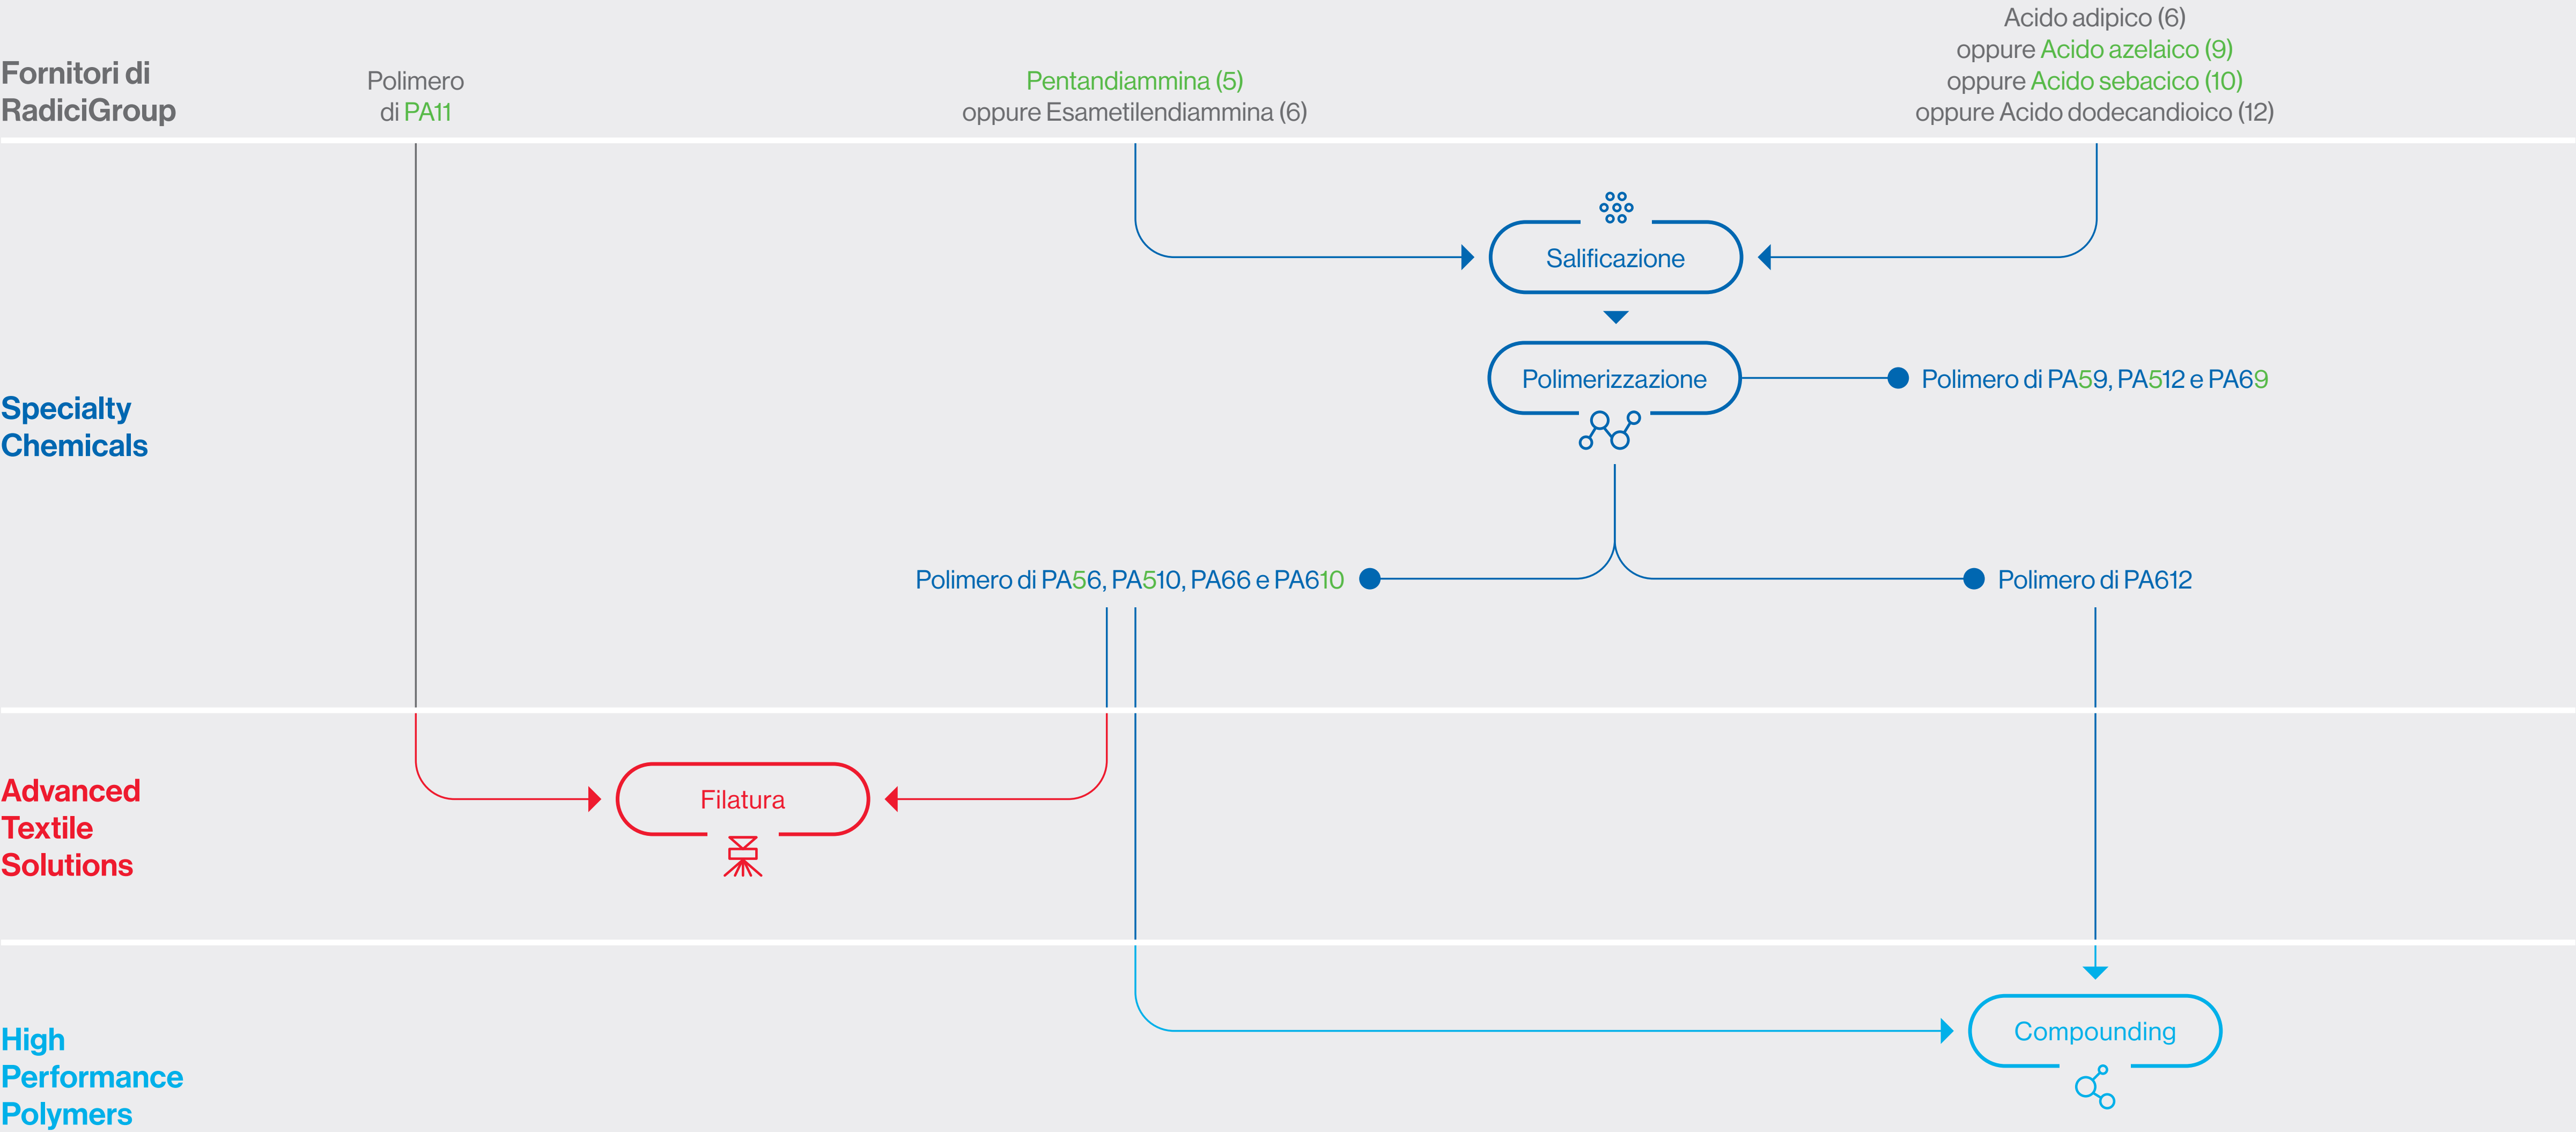 Fornitori di
RadiciGroup
Polimero
di PA11
Pentandiammina (5)
oppure Esametilendiammina (6)
Acido adipico (6)
oppure Acido azelaico (9)
oppure Acido sebacico (10)
oppure Acido dodecandioico (12)
Specialty
Chemicals
Salificazione
Polimerizzazione
Polimero di PA59, PA512 e PA69
Polimero di PA56, PA510, PA66 e PA610
Polimero di PA612
Advanced
Textile
Solutions
Filatura
High
Performance
Polymers
Compounding